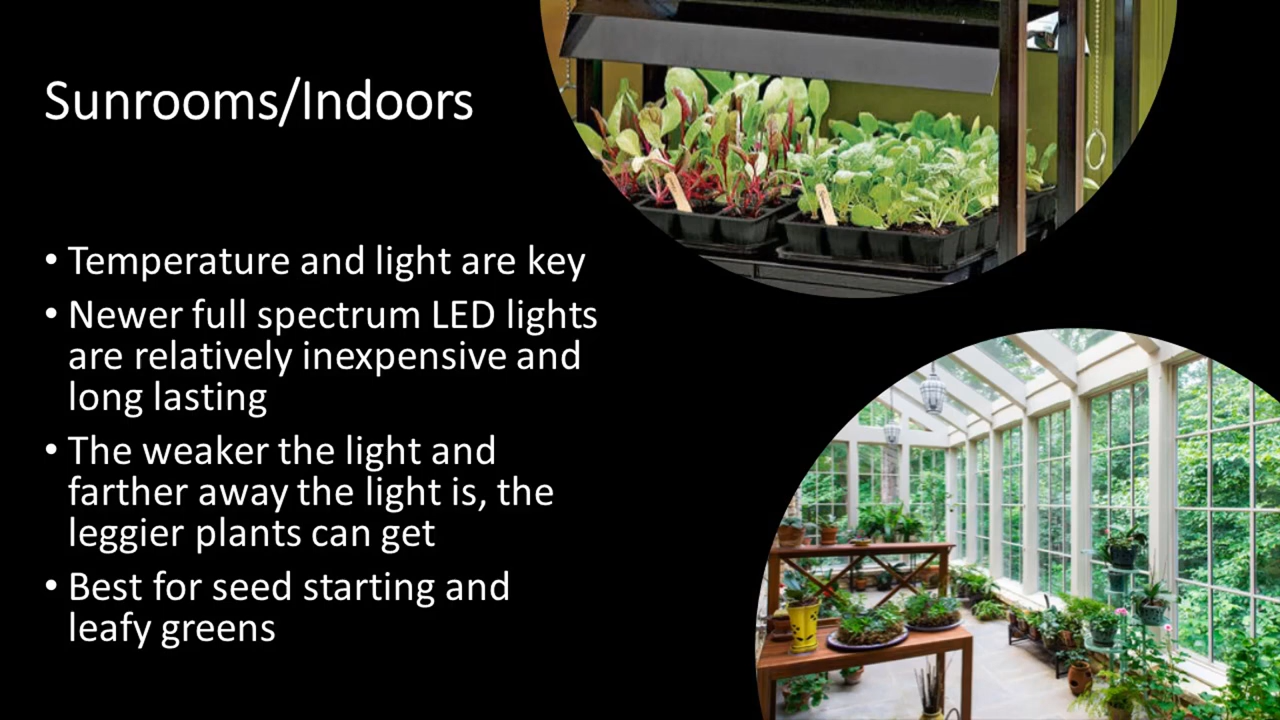 Sunrooms/Indoors
• Temperature and light are key
• Newer full spectrum LED lights
are relatively inexpensive and
long lasting
• The weaker the light and
farther away the light is, the
leggier plants can get
• Best for seed starting and
leafy greens